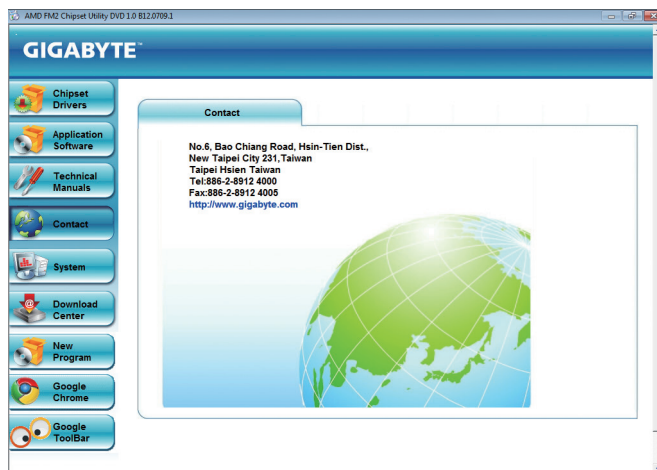 AMD FM2 Chipset Utility DVD 1.0 B12.0709.1
GIGABYTE™
Chipset
Drivers
Application
Software
Technical
Manuals
Contact
System
Download
Center
New
Program
Google
Chrome
Google
ToolBar
Contact
No.6, Bao Chiang Road, Hsin-Tien Dist.,
New Taipei City 231,Taiwan
Taipei Hsien Taiwan
Tel:886-2-8912 4000
Fax:886-2-8912 4005
http://www.gigabyte.com